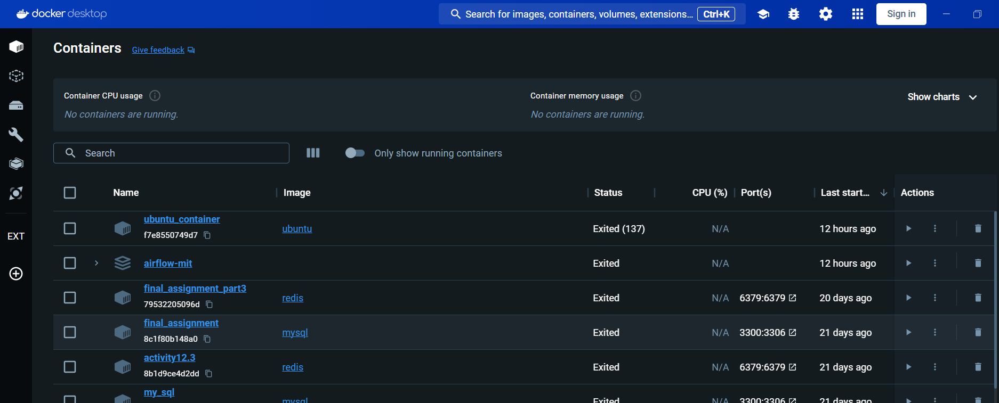 docker desktop
Search for images, containers, volumes, extensions... Ctrl+K
Sign in
Containers Give feedback
Container CPU usage
No containers are running.
Container memory usage
No containers are running.
Show charts
Search
Only show running containers
Name Image Status CPU (%) Port(s) Last start... Actions
ubuntu_container
f7e8550749d7
ubuntu Exited (137) N/A 12 hours ago
airflow-mit Exited N/A 12 hours ago
final_assignment_part3
79532205096d
redis Exited N/A 6379:6379 20 days ago
final_assignment
8c1f80b148a0
mysql Exited N/A 3300:3306 21 days ago
activity12.3
8b1d9ce4d2dd
redis Exited N/A 6379:6379 21 days ago
my_sql
mysql Exited N/A 3300:3306 21 days ago
EXT